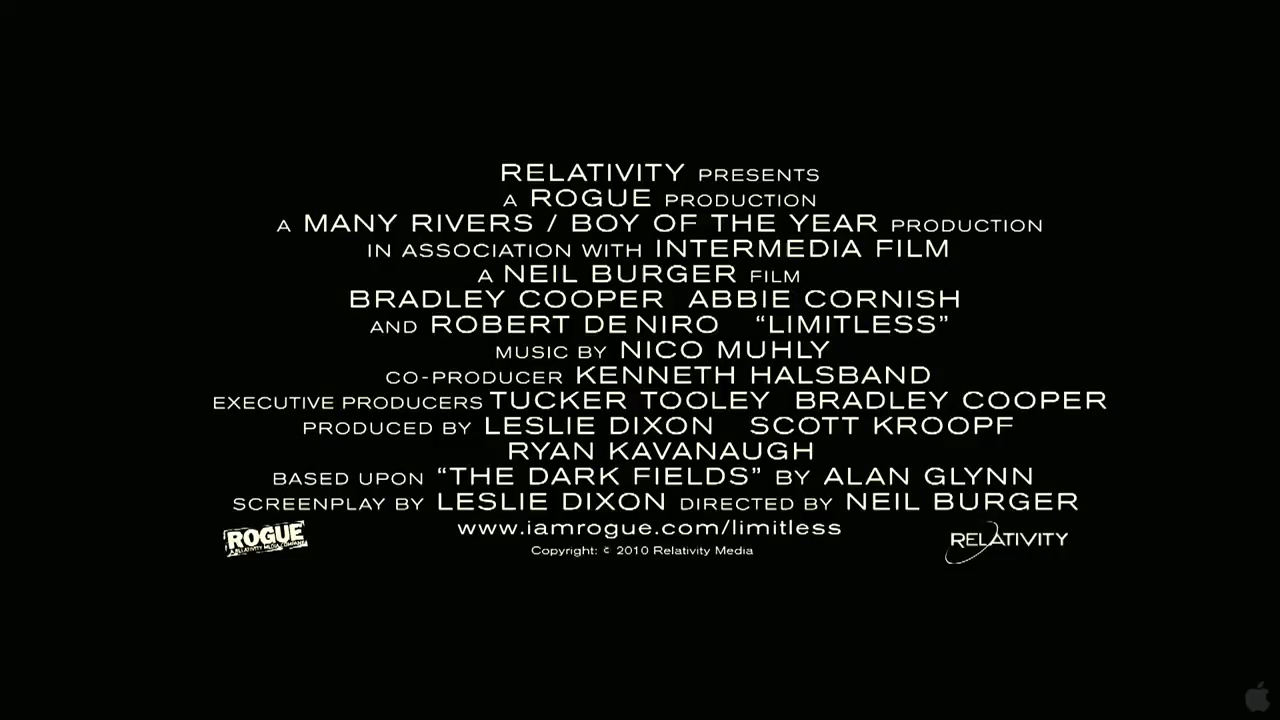 RELATIVITY PRESENTS
A ROGUE PRODUCTION
A MANY RIVERS / BOY OF THE YEAR PRODUCTION
IN ASSOCIATION WITH INTERMEDIA FILM
A NEIL BURGER FILM
BRADLEY COOPER ABBIE CORNISH
AND ROBERT DE NIRO “LIMITLESS”
MUSIC BY NICO MUHLY
CO-PRODUCER KENNETH HALSBAND
EXECUTIVE PRODUCERS TUCKER TOOLEY BRADLEY COOPER
PRODUCED BY LESLIE DIXON SCOTT KROOPF
RYAN KAVANAUGH
BASED UPON “THE DARK FIELDS” BY ALAN GLYNN
SCREENPLAY BY LESLIE DIXON DIRECTED BY NEIL BURGER
www.iamrogue.com/limitless
Copyright: © 2010 Relativity Media
ROGUE
A RELATIVITY MEDIA COMPANY
RELATIVITY